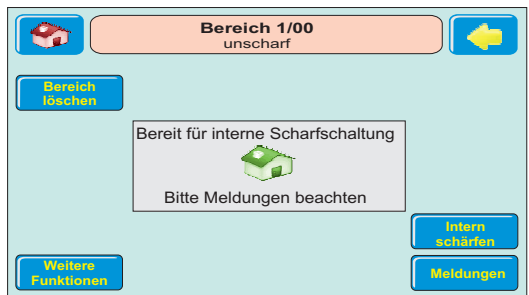 Bereich 1/00
unscharf
Bereich
löschen
Bereit für interne Scharfschaltung
Bitte Meldungen beachten
Intern
schärfen
Weitere
Funktionen
Meldungen